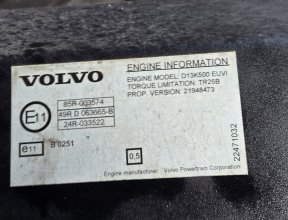 VOLVO
ENGINE INFORMATION
ENGINE MODEL: D13K500 EUVI
TORQUE LIMITATION: TR25B
PROP. VERSION: 21948473
E11
85R-003574
49R D 063665-B
24R-033522
e11
B 0251
0,5
22471032
Engine manufacturer. Volvo Powertrain Corporation